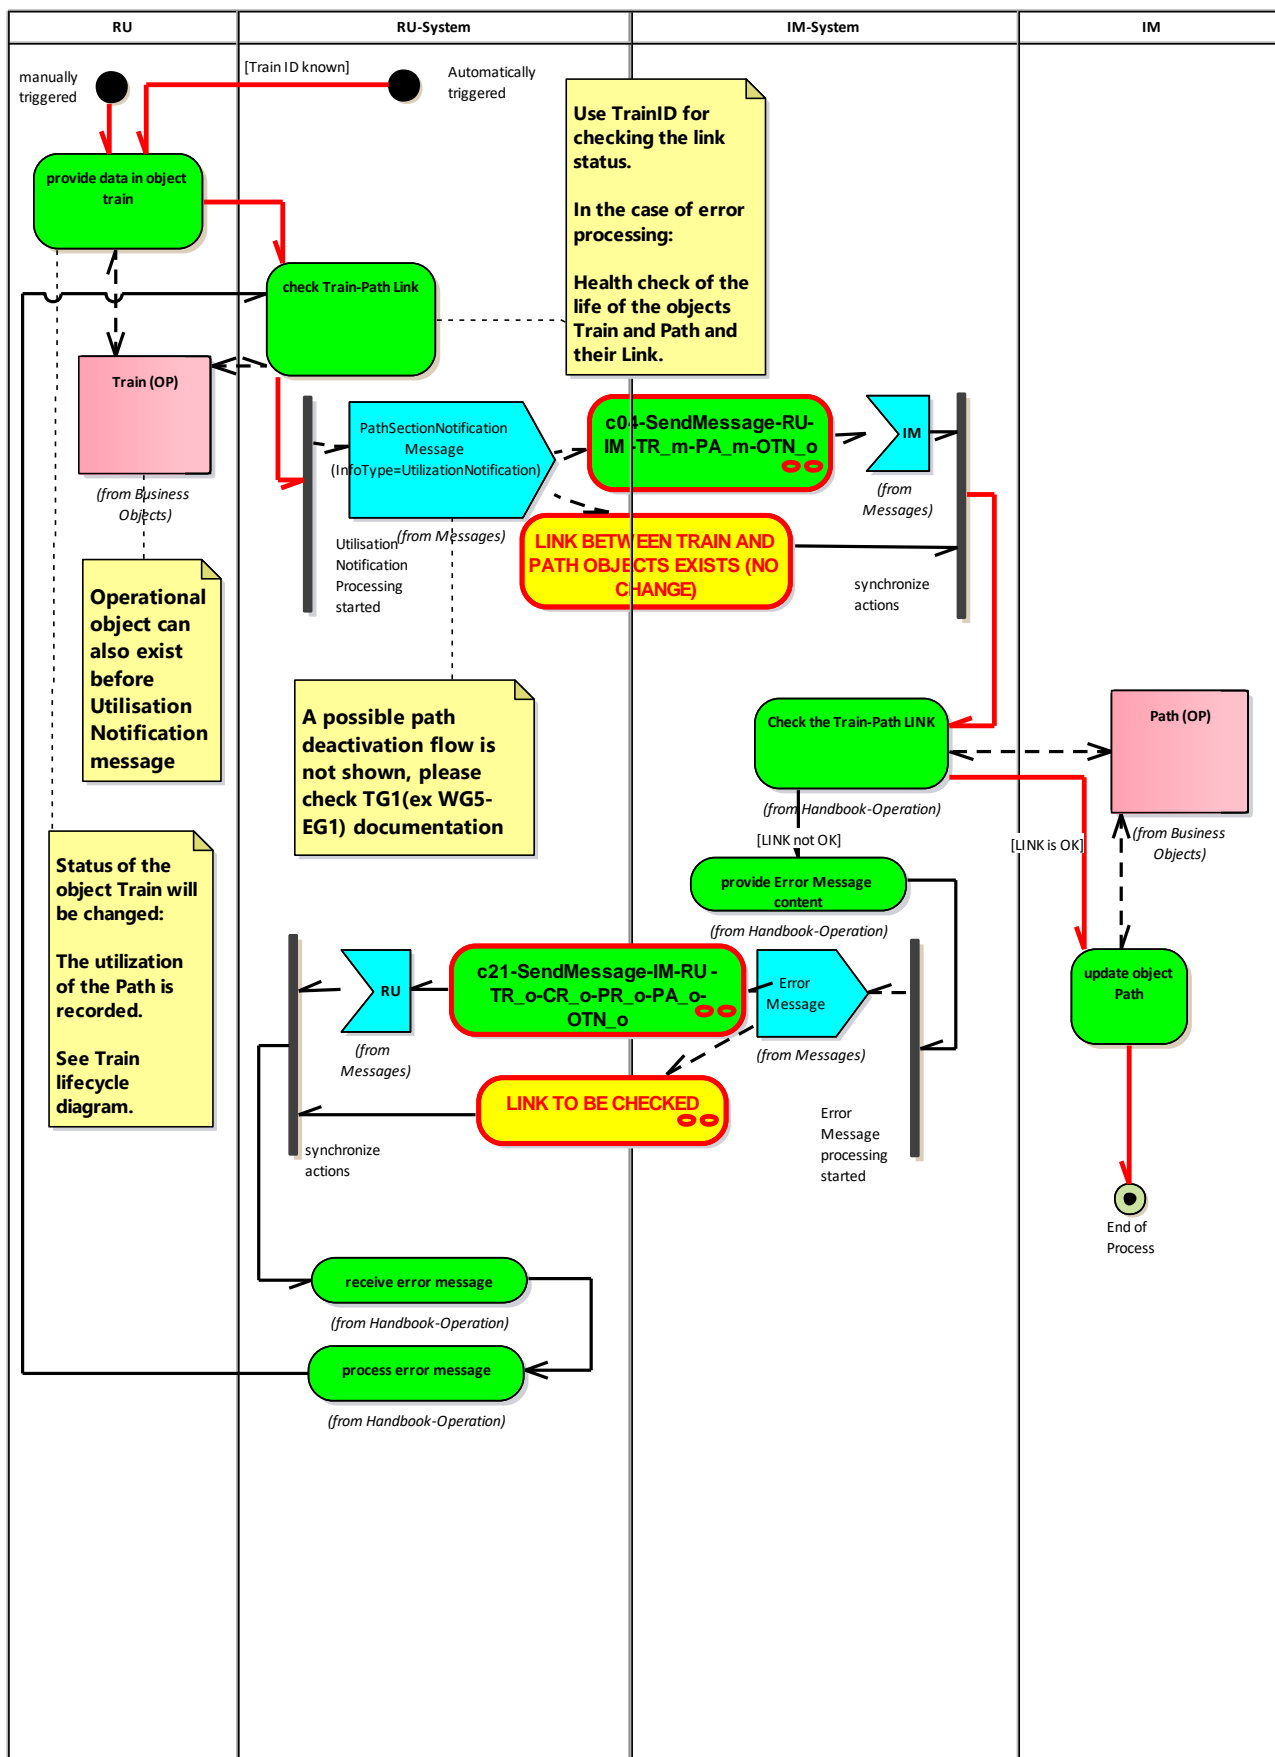 RU
RU-System
IM-System
IM
manually
triggered
[Train ID known]
Automatically
triggered
Use TrainID for
checking the link
status.
In the case of error
processing:
Health check of the
life of the objects
Train and Path and
their Link.
provide data in object
train
check Train-Path Link
Train (OP)
(from Business
Objects)
PathSectionNotification
Message
(InfoType=UtilizationNotification)
(from Messages)
c04-SendMessage-RU-
IM-TR_m-PA_m-OTN_o
IM
(from
Messages)
Utilisation
Notification
Processing
started
LINK BETWEEN TRAIN AND
PATH OBJECTS EXISTS (NO
CHANGE)
synchronize
actions
Operational
object can
also exist
before
Utilisation
Notification
message
A possible path
deactivation flow is
not shown, please
check TG1(ex WG5-
EG1) documentation
Check the Train-Path LINK
(from Handbook-Operation)
Path (OP)
(from Business
Objects)
[LINK not OK]
[LINK is OK]
Status of the
object Train will
be changed:
The utilization
of the Path is
recorded.
See Train
lifecycle
diagram.
provide Error Message
content
(from Handbook-Operation)
RU
(from
Messages)
c21-SendMessage-IM-RU-
TR_o-CR_o-PR_o-PA_o-
OTN_o
Error
Message
(from Messages)
update object
Path
LINK TO BE CHECKED
synchronize
actions
Error
Message
processing
started
End of
Process
receive error message
(from Handbook-Operation)
process error message
(from Handbook-Operation)